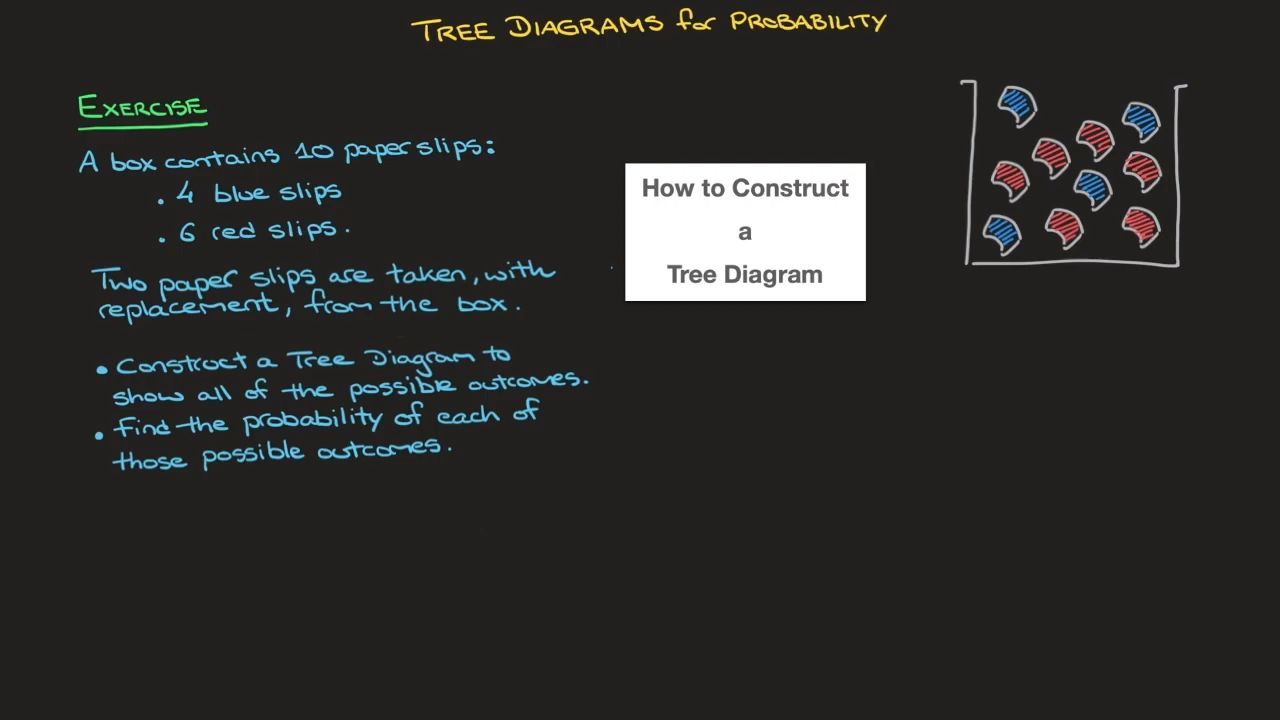 TREE DIAGRAMS for PROBABILITY
EXERCISE
A box contains 10 paper slips:
. 4 blue slips
. 6 red slips.
Two paper slips are taken, with
replacement, from the box.
• Construct a Tree Diagram to
show all of the possible outcomes.
• Find the probability of each of
those possible outcomes.
How to Construct
a
Tree Diagram